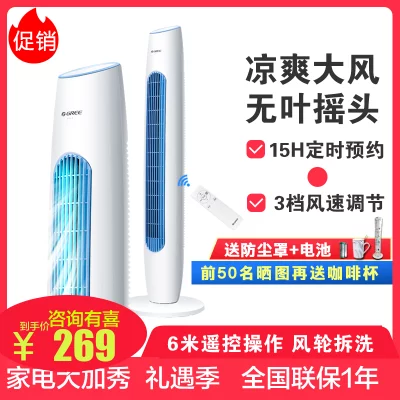 促销
凉爽大风
无叶摇头
15H定时预约
3档风速调节
GREE
送防尘罩+电池
前50名晒图再送咖啡杯
咨询有喜
到手价
¥269
6米遥控操作 风轮拆洗
家电大加秀 礼遇季 全国联保1年